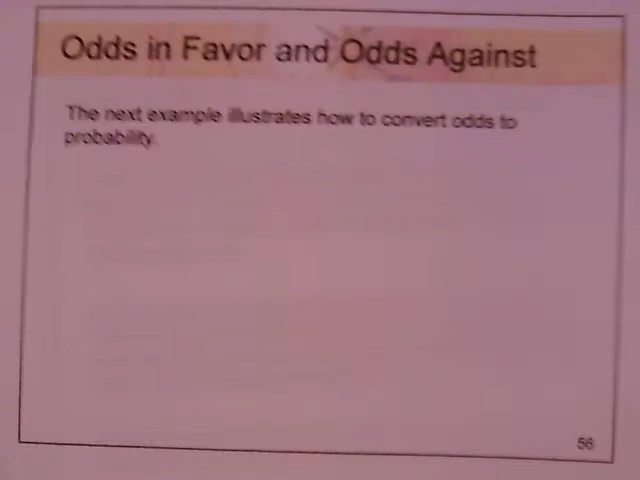 Odds in Favor and Odds Against
The next example illustrates how to convert odds to
probability.
56